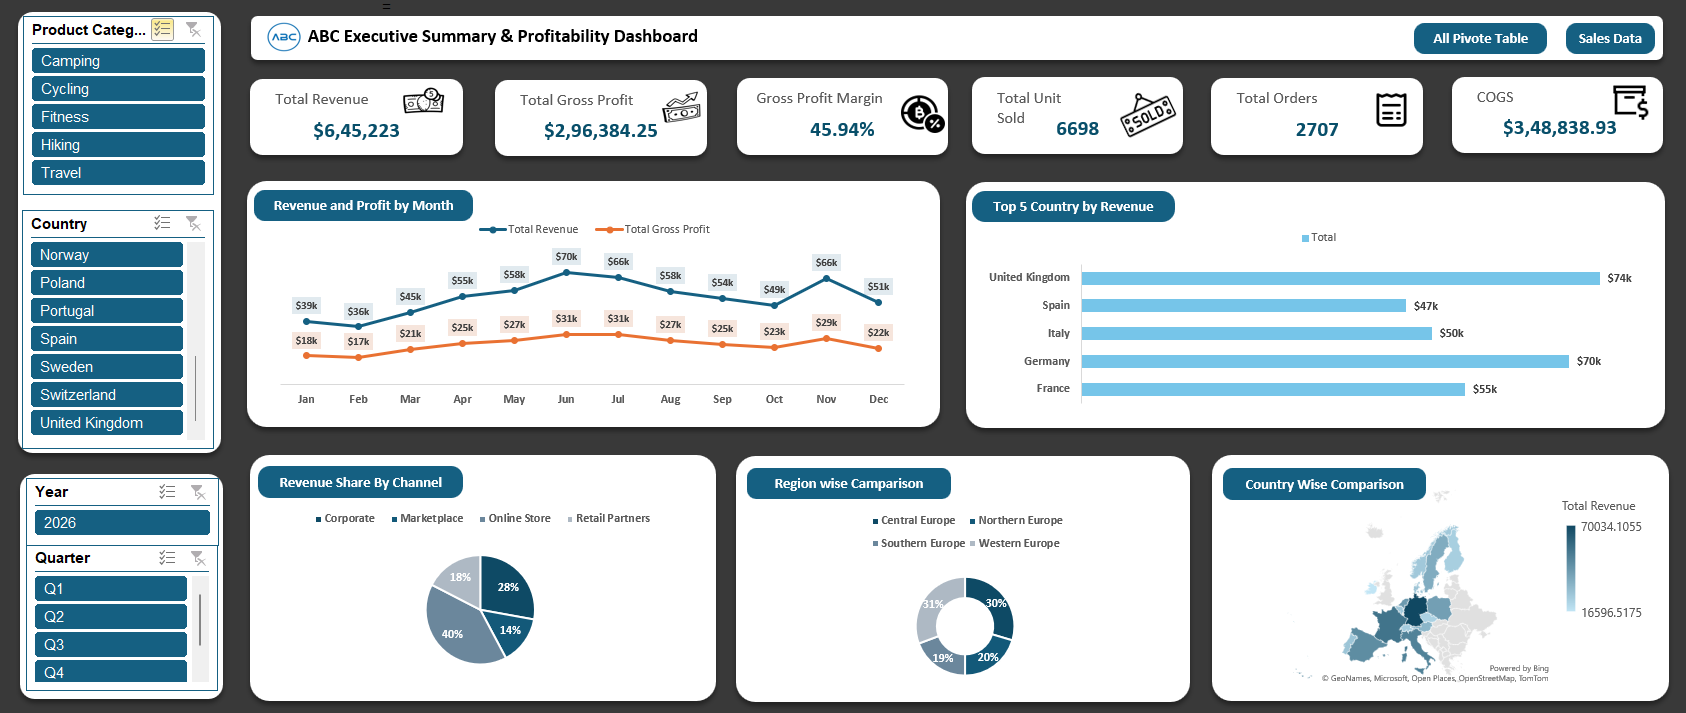 =
Product Categ...
Camping
Cycling
Fitness
Hiking
Travel
Country
Norway
Poland
Portugal
Spain
Sweden
Switzerland
United Kingdom
Year
2026
Quarter
Q1
Q2
Q3
Q4
ABC
ABC Executive Summary & Profitability Dashboard
All Pivote Table
Sales Data
Total Revenue
$6,45,223
5
Total Gross Profit
$2,96,384.25
Gross Profit Margin
45.94%
Total Unit
Sold
6698
SOLD
Total Orders
2707
COGS
$3,48,838.93
Revenue and Profit by Month
Total Revenue Total Gross Profit
$39k $36k $45k $55k $58k $70k $66k $58k $54k $49k $66k $51k
$18k $17k $21k $25k $27k $31k $31k $27k $25k $23k $29k $22k
Jan Feb Mar Apr May Jun Jul Aug Sep Oct Nov Dec
Top 5 Country by Revenue
Total
United Kingdom $74k
Spain $47k
Italy $50k
Germany $70k
France $55k
Revenue Share By Channel
Corporate Marketplace Online Store Retail Partners
18%
28%
40%
14%
Region wise Camparison
Central Europe Northern Europe
Southern Europe Western Europe
31%
30%
19%
20%
Country Wise Comparison
Total Revenue
70034.1055
16596.5175
Powered by Bing
© GeoNames, Microsoft, Open Places, OpenStreetMap, TomTom